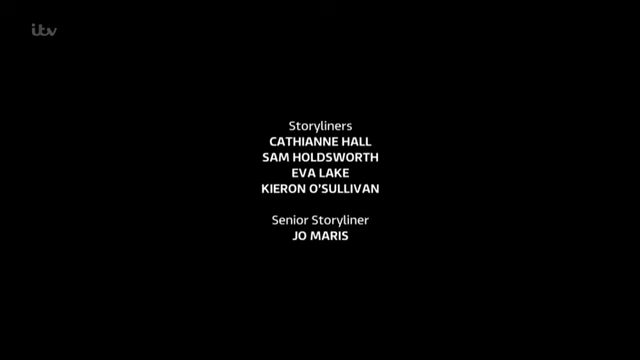 itv
Storyliners
CATHIANNE HALL
SAM HOLDSWORTH
EVA LAKE
KIERON O'SULLIVAN
Senior Storyliner
JO MARIS